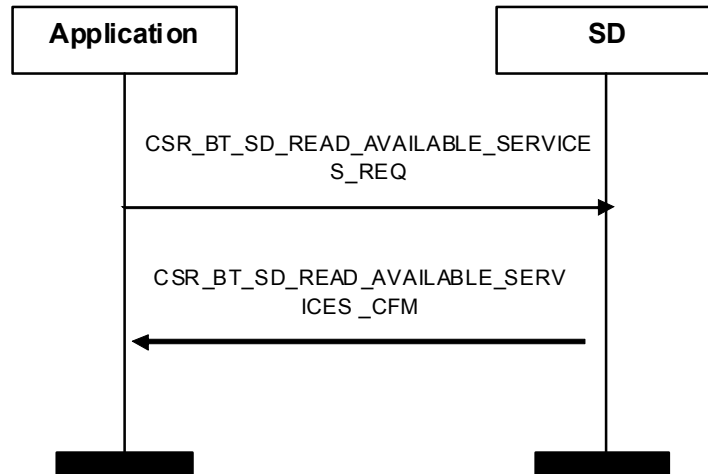 Application
SD
CSR_BT_SD_READ_AVAILABLE_SERVICE
S_REQ
CSR_BT_SD_READ_AVAILABLE_SERV
ICES _CFM